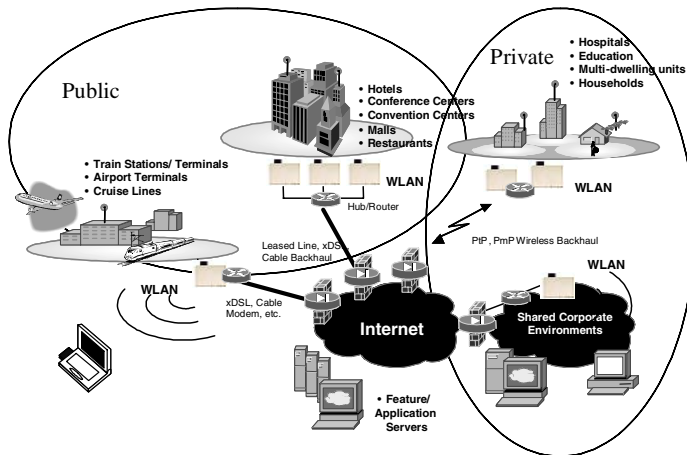 Public
Private
• Hospitals
• Education
• Multi-dwelling units
• Households
• Hotels
• Conference Centers
• Convention Centers
• Malls
• Restaurants
• Train Stations/ Terminals
• Airport Terminals
• Cruise Lines
WLAN
WLAN
Hub/Router
Leased Line, xDSL,
Cable Backhaul
PtP, PmP Wireless Backhaul
WLAN
WLAN
xDSL, Cable
Modem, etc.
Internet
Shared Corporate
Environments
• Feature/
Application
Servers